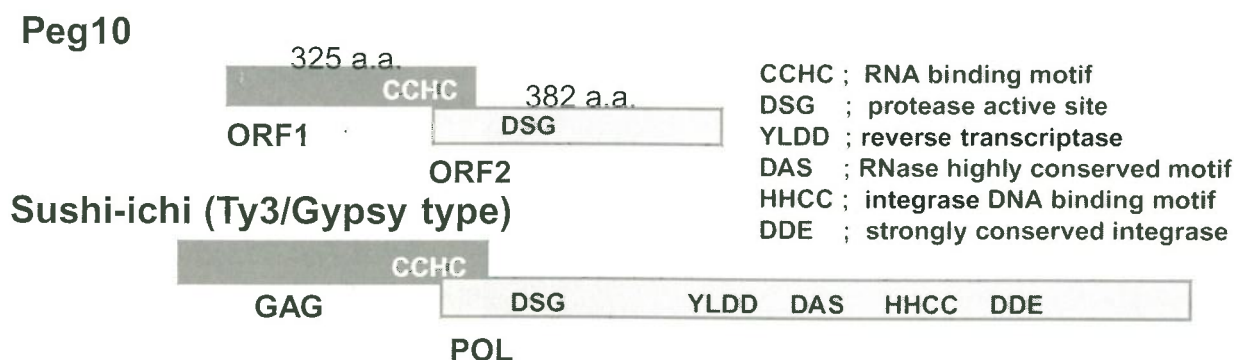 Peg10
325 a.a.
CCHC
382 a.a.
DSG
ORF1
ORF2
CCHC ; RNA binding motif
DSG ; protease active site
YLDD ; reverse transcriptase
DAS ; RNase highly conserved motif
HHCC ; integrase DNA binding motif
DDE ; strongly conserved integrase
Sushi-ichi (Ty3/Gypsy type)
CCHC
GAG
DSG YLDD DAS HHCC DDE
POL